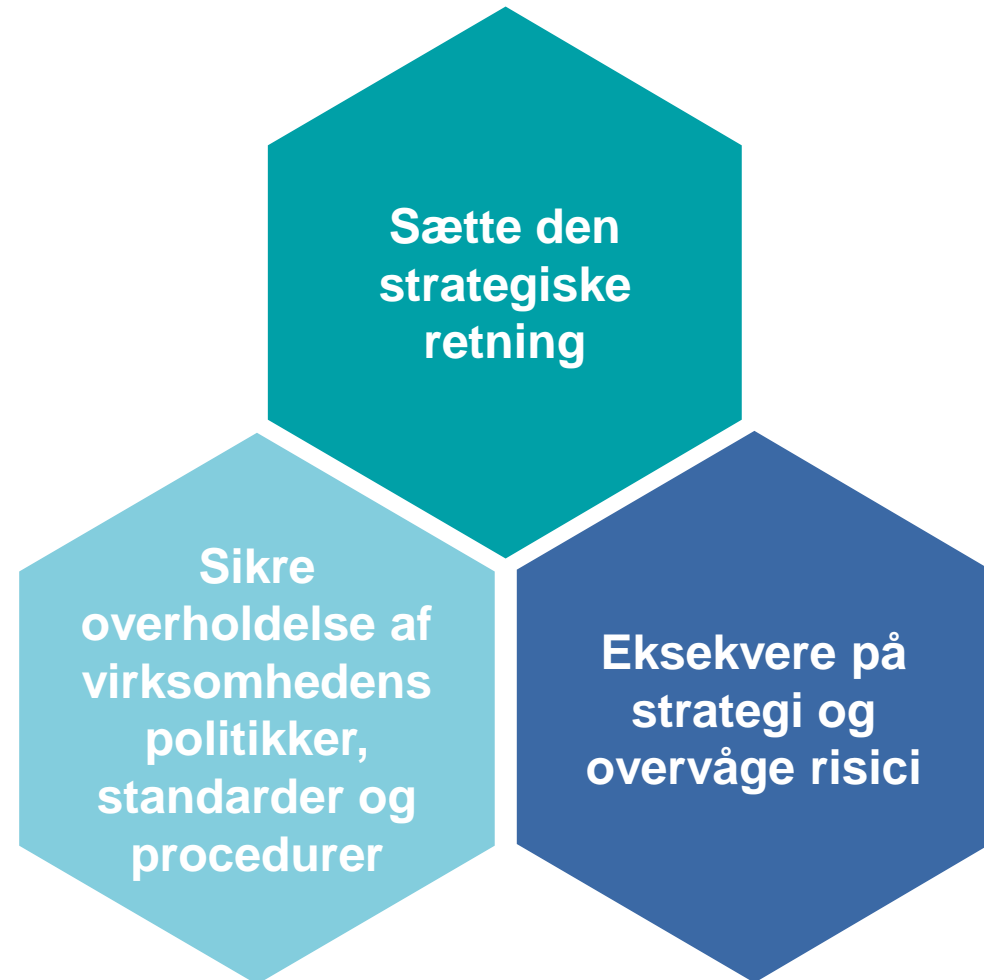 Sætte den
strategiske
retning
Sikre
overholdelse af
virksomhedens
politikker,
standarder og
procedurer
Eksekvere på
strategi og
overvåge risici